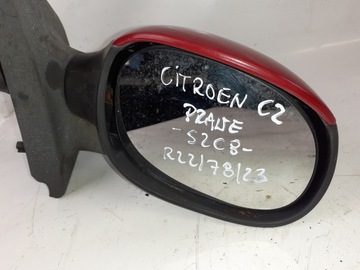 CITROEN C2
PRAWE
-S2CB-
R22/78/23